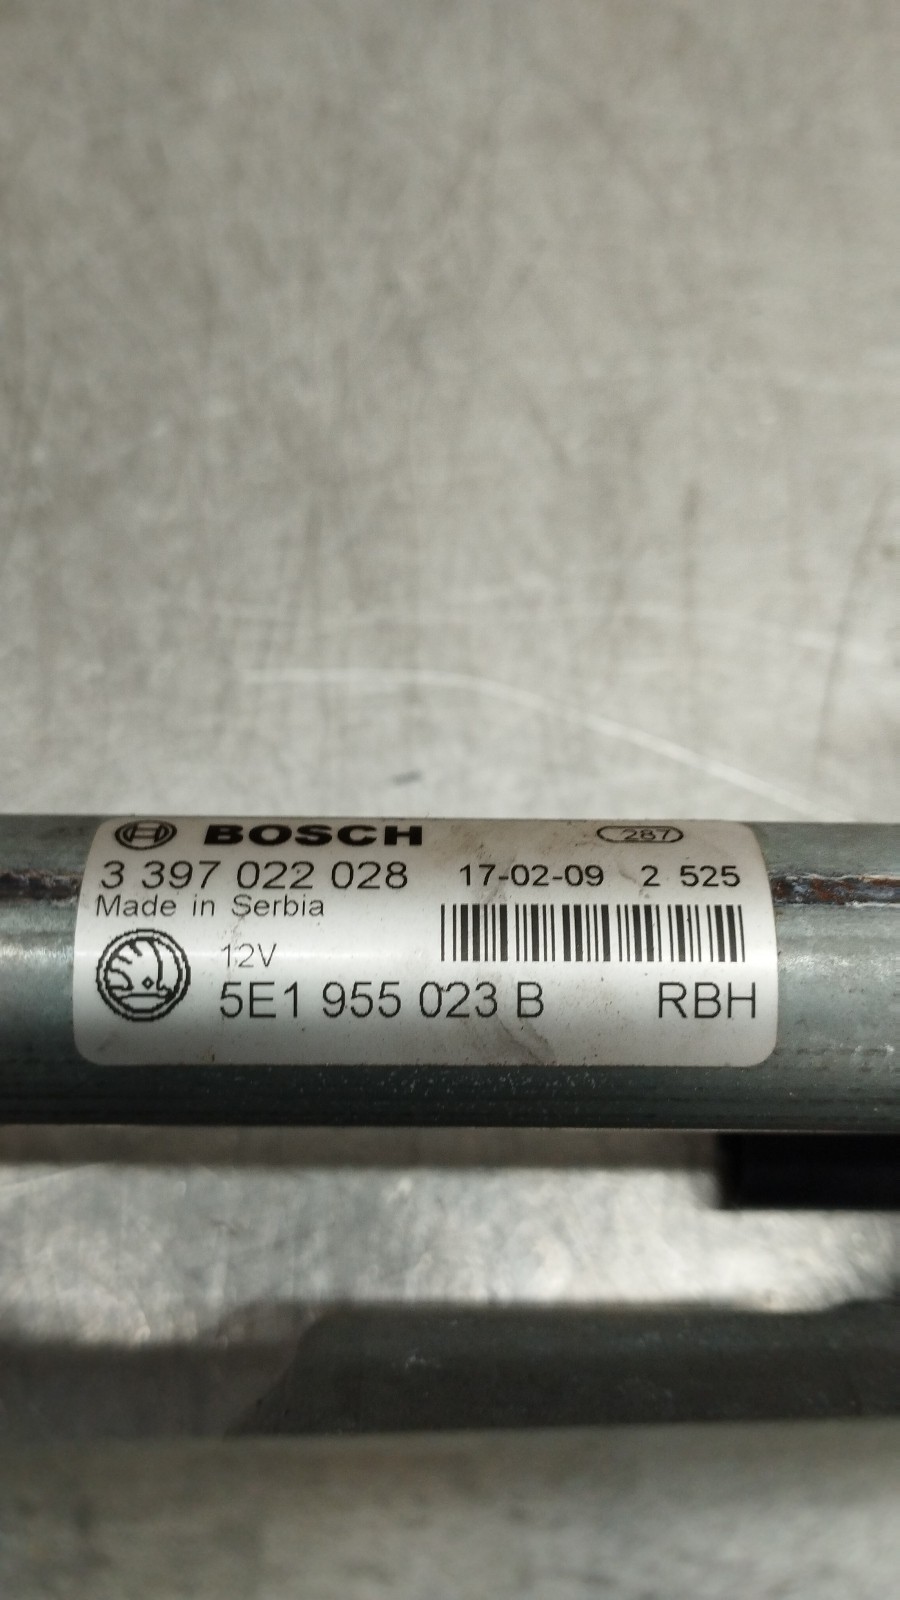 BOSCH 287
3 397 022 028 17-02-09 2 525
Made in Serbia
12V
5E1 955 023 B RBH